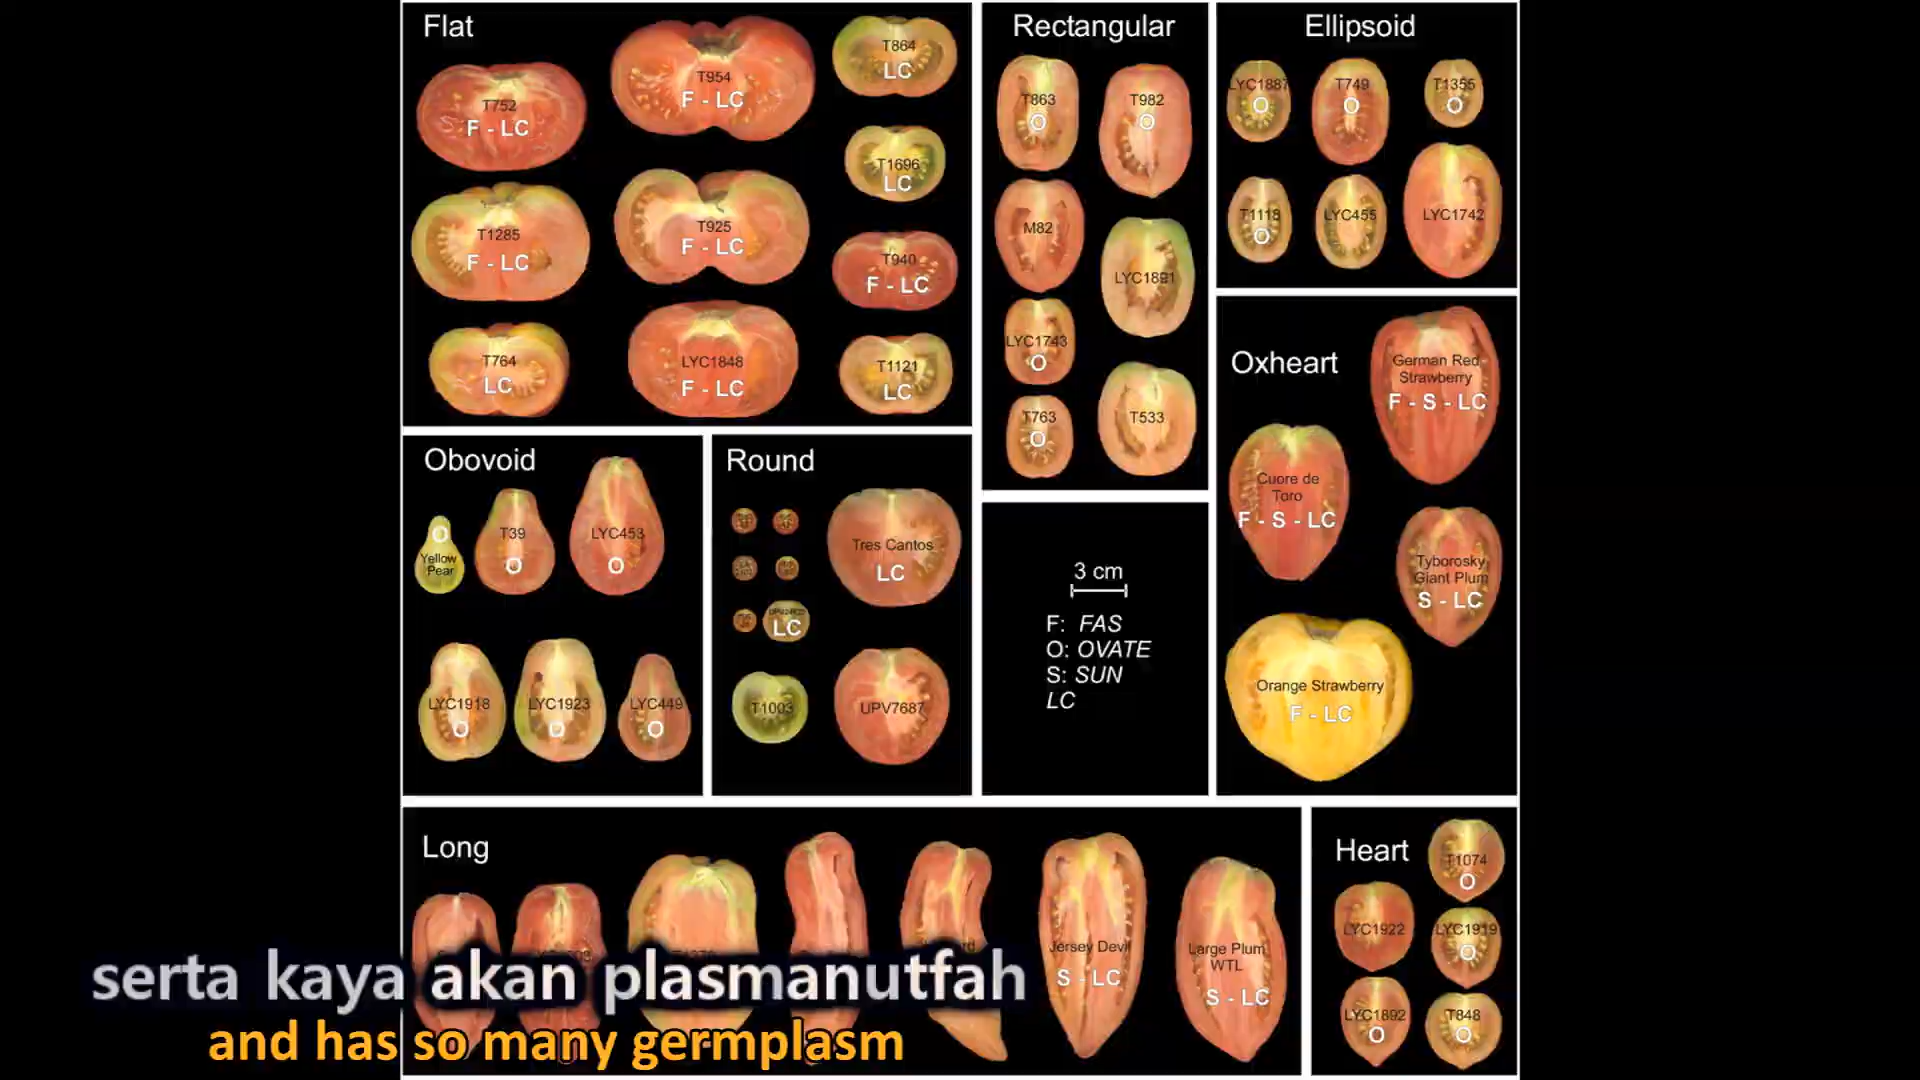 Flat
T752
F - LC
T954
F - LC
T864
LC
T1696
LC
T1285
F - LC
T925
F - LC
T940
F - LC
T764
LC
LYC1848
F - LC
T1121
LC
Rectangular
T863
O
T982
O
M82
LYC1891
LYC1743
O
T763
O
T533
Ellipsoid
LYC1887
O
T749
O
T1355
O
T1118
O
LYC455
LYC1742
Oxheart
German Red
Strawberry
F - S - LC
Cuore de
Toro
F - S - LC
Tyborosky
Giant Plum
S - LC
Orange Strawberry
F - LC
Obovoid
O
Yellow
Pear
T39
O
LYC453
O
LYC1918
O
LYC1923
O
LYC449
O
Round
Tres Cantos
LC
LC
T1003
UPV7687
3 cm
F: FAS
O: OVATE
S: SUN
LC
Long
Jersey Devil
S - LC
Large Plum
WTL
S - LC
Heart
T1074
O
LYC1922
LYC1919
O
LYC1892
O
T848
O
serta kaya akan plasmanutfah
and has so many germplasm